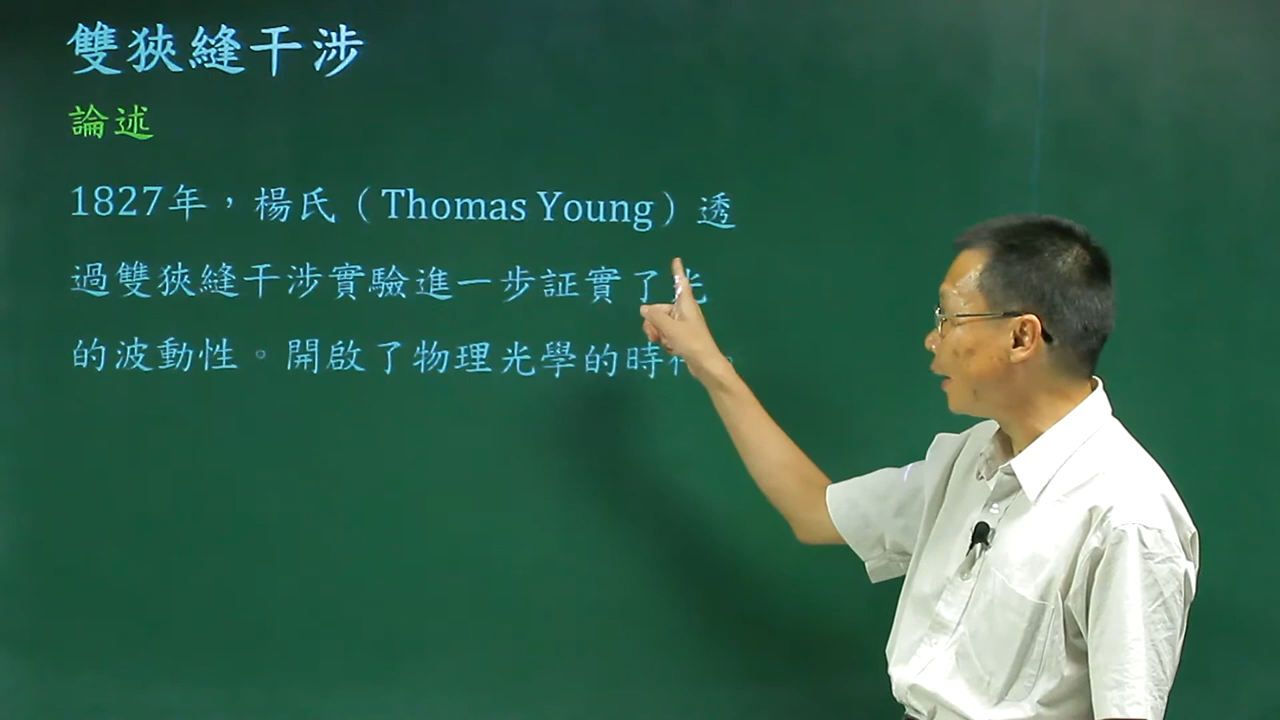 雙狹縫干涉
論述
1827年，楊氏（Thomas Young）透
過雙狹縫干涉實驗進一步証實了光
的波動性。開啟了物理光學的時